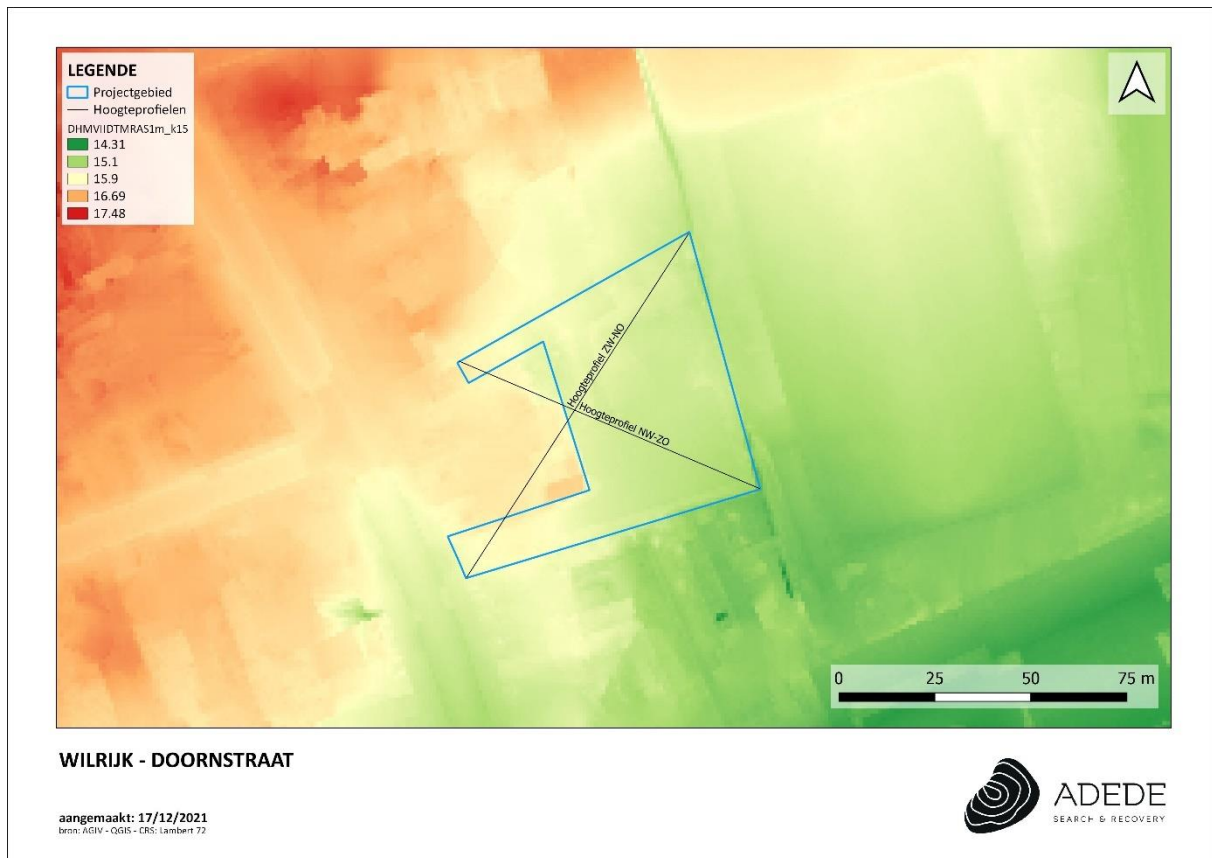 LEGENDE
Projectgebied
Hoogteprofielen
DHMVIIDTMRAS1m_k15
14.31
15.1
15.9
16.69
17.48
Hoogteprofiel ZW-NO
Hoogteprofiel NW-ZO
0 25 50 75 m
WILRIJK - DOORNSTRAAT
aangemaakt: 17/12/2021
bron: AGIV - QGIS - CRS: Lambert 72
ADEDE
SEARCH & RECOVERY